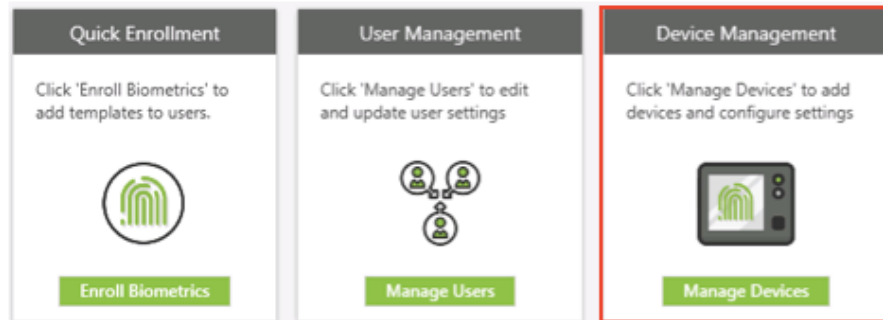 Quick Enrollment
Click 'Enroll Biometrics' to
add templates to users.
Enroll Biometrics
User Management
Click 'Manage Users' to edit
and update user settings
Manage Users
Device Management
Click 'Manage Devices' to add
devices and configure settings
Manage Devices